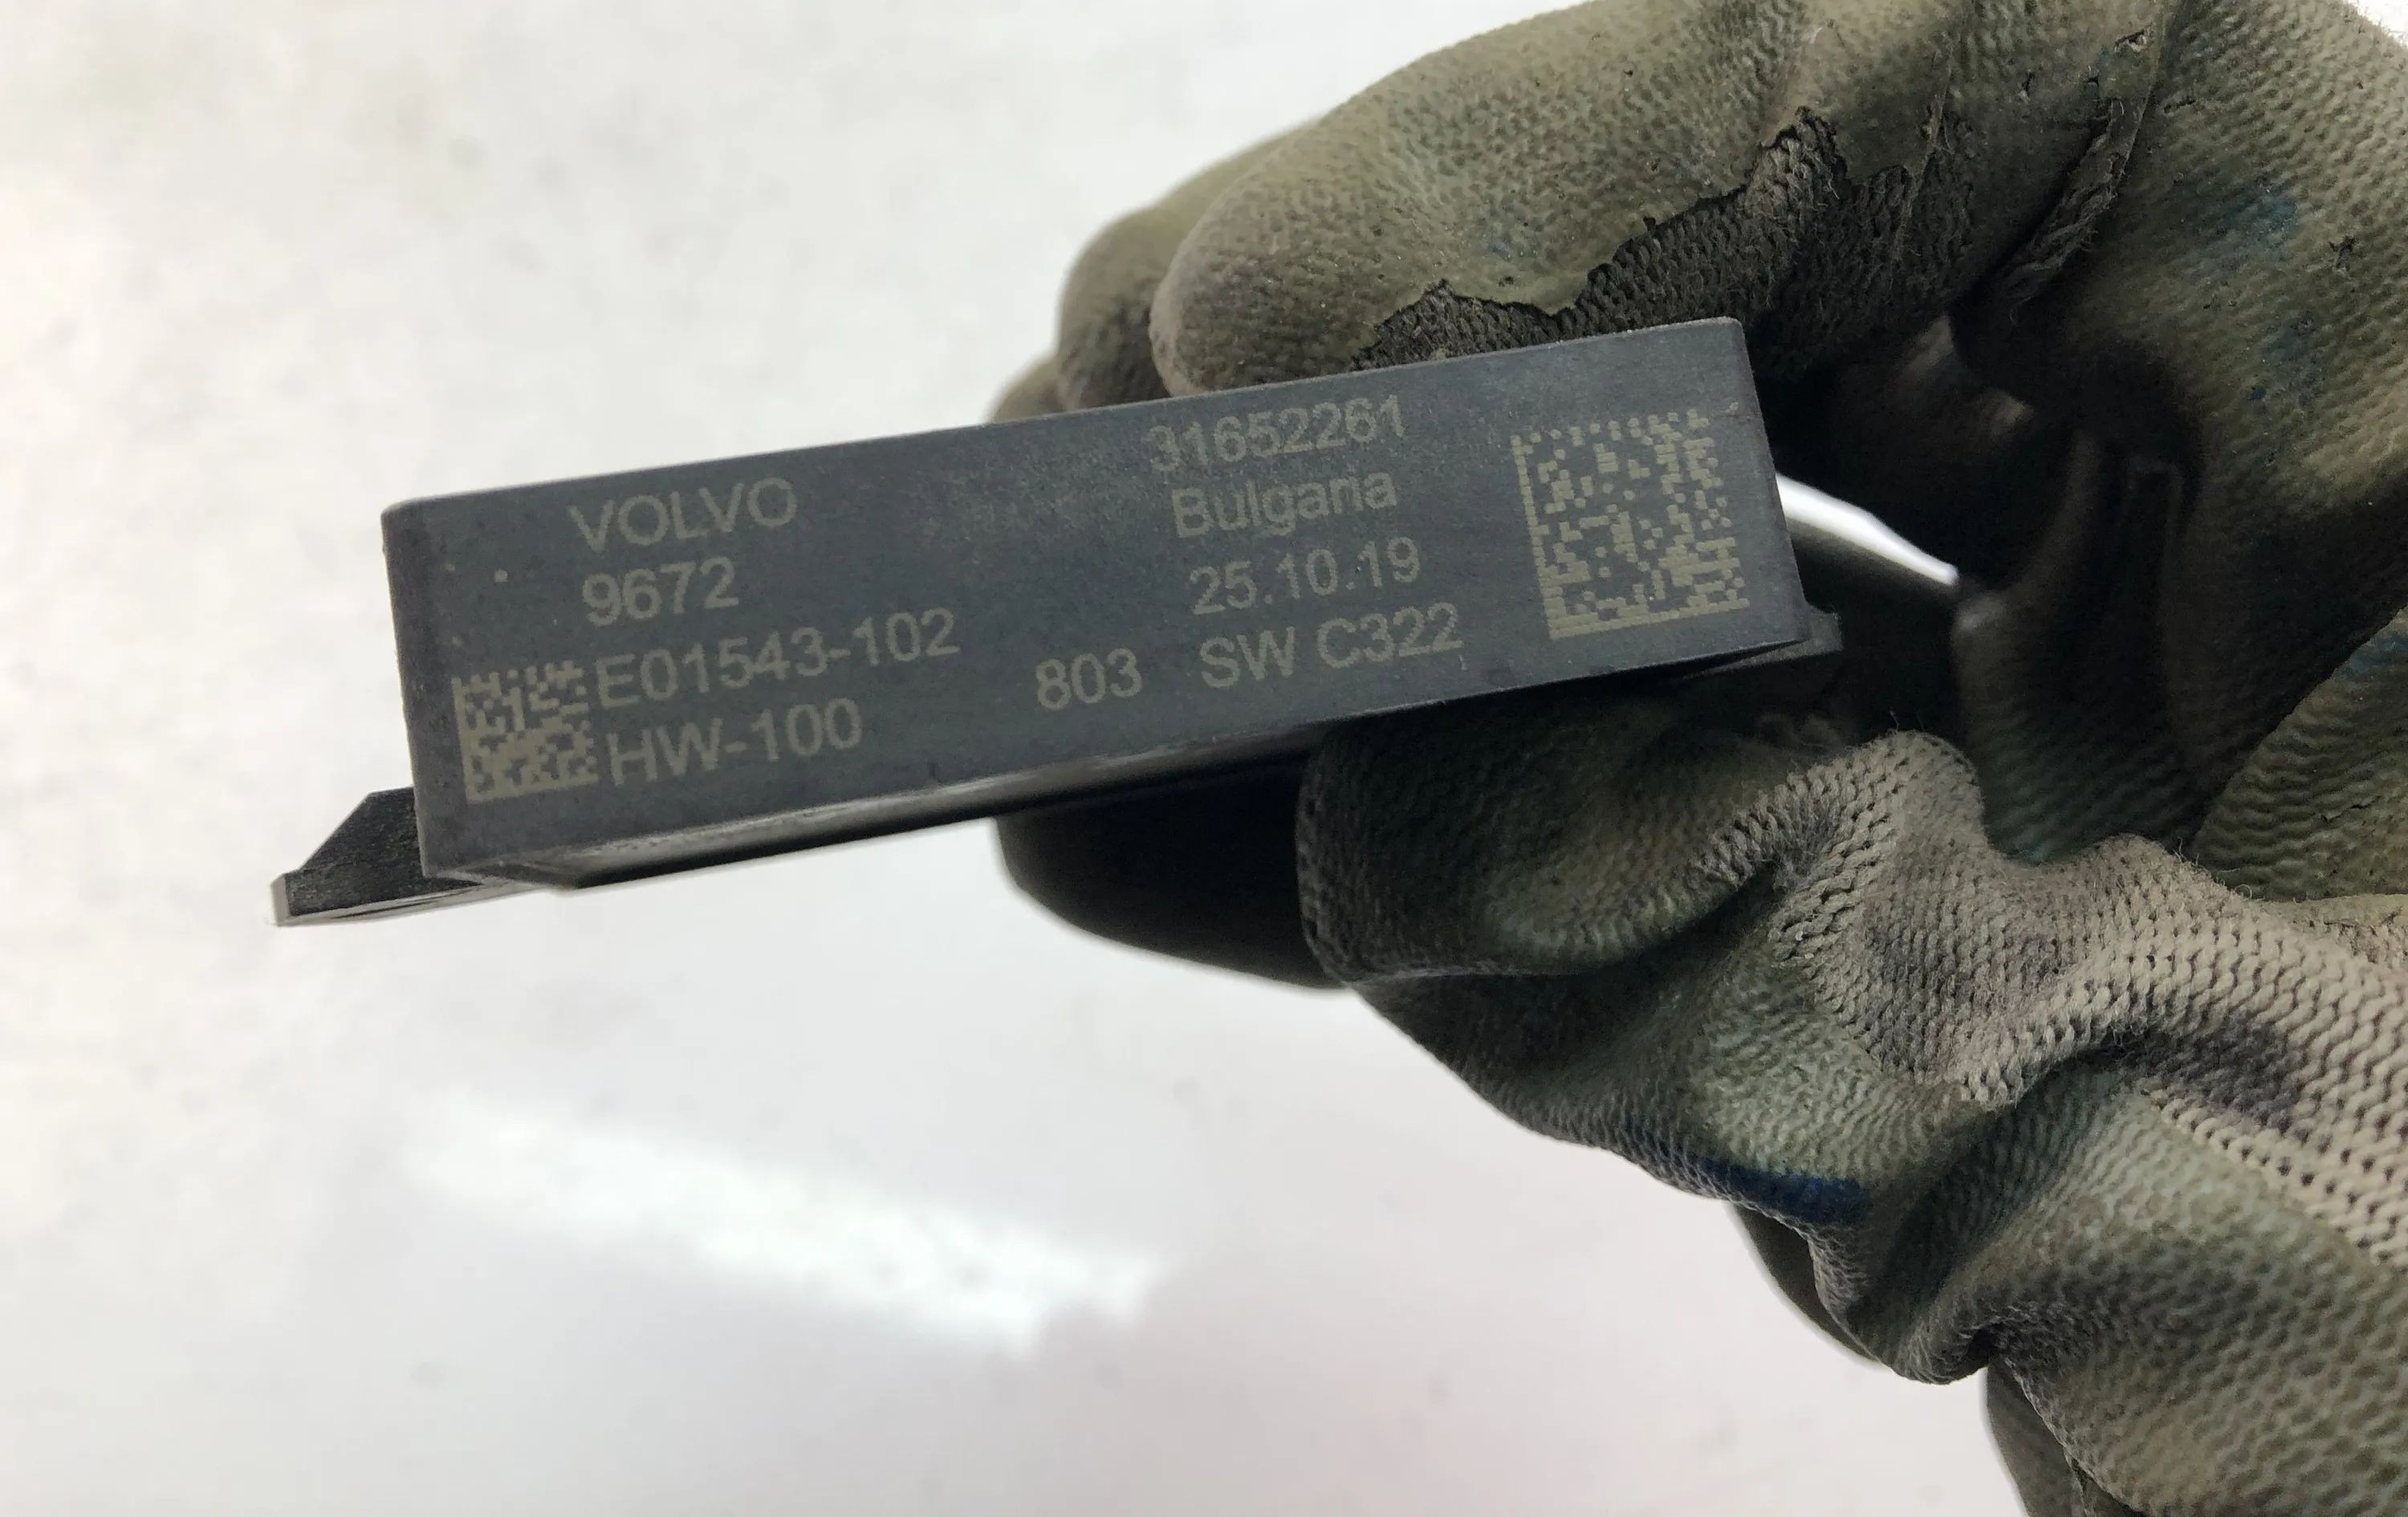 VOLVO
9672
E01543-102
HW-100
803
31652261
Bulgaria
25.10.19
SW C322